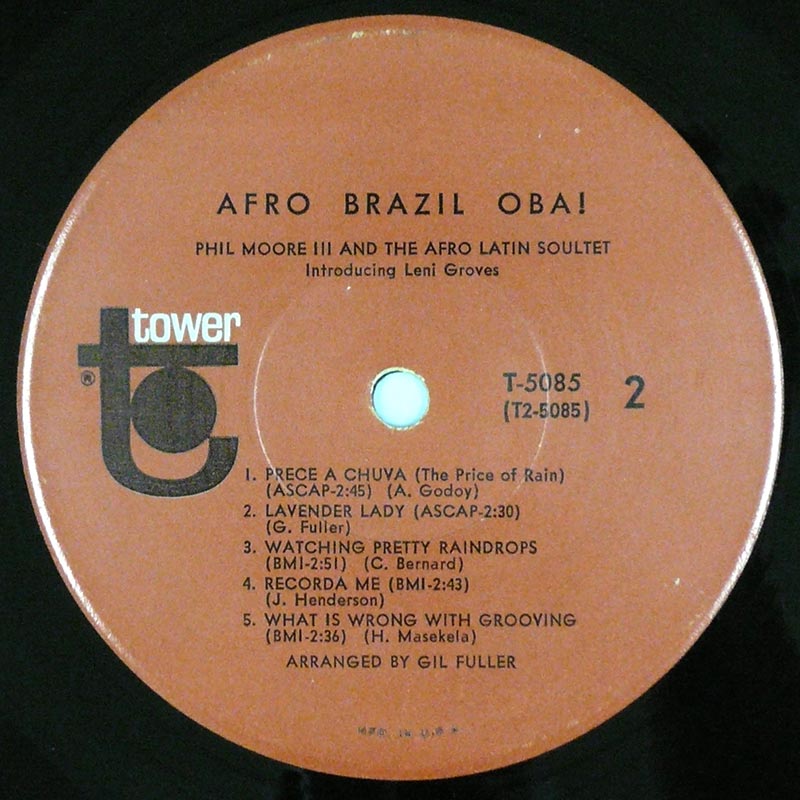 AFRO BRAZIL OBA!
PHIL MOORE III AND THE AFRO LATIN SOULTET
Introducing Leni Groves
tower
®
T-5085
(T2-5085)
2
1. PRECE A CHUVA (The Price of Rain)
(ASCAP-2:45) (A. Godoy)
2. LAVENDER LADY (ASCAP-2:30)
(G. Fuller)
3. WATCHING PRETTY RAINDROPS
(BMI-2:51) (C. Bernard)
4. RECORDA ME (BMI-2:43)
(J. Henderson)
5. WHAT IS WRONG WITH GROOVING
(BMI-2:36) (H. Masekela)
ARRANGED BY GIL FULLER